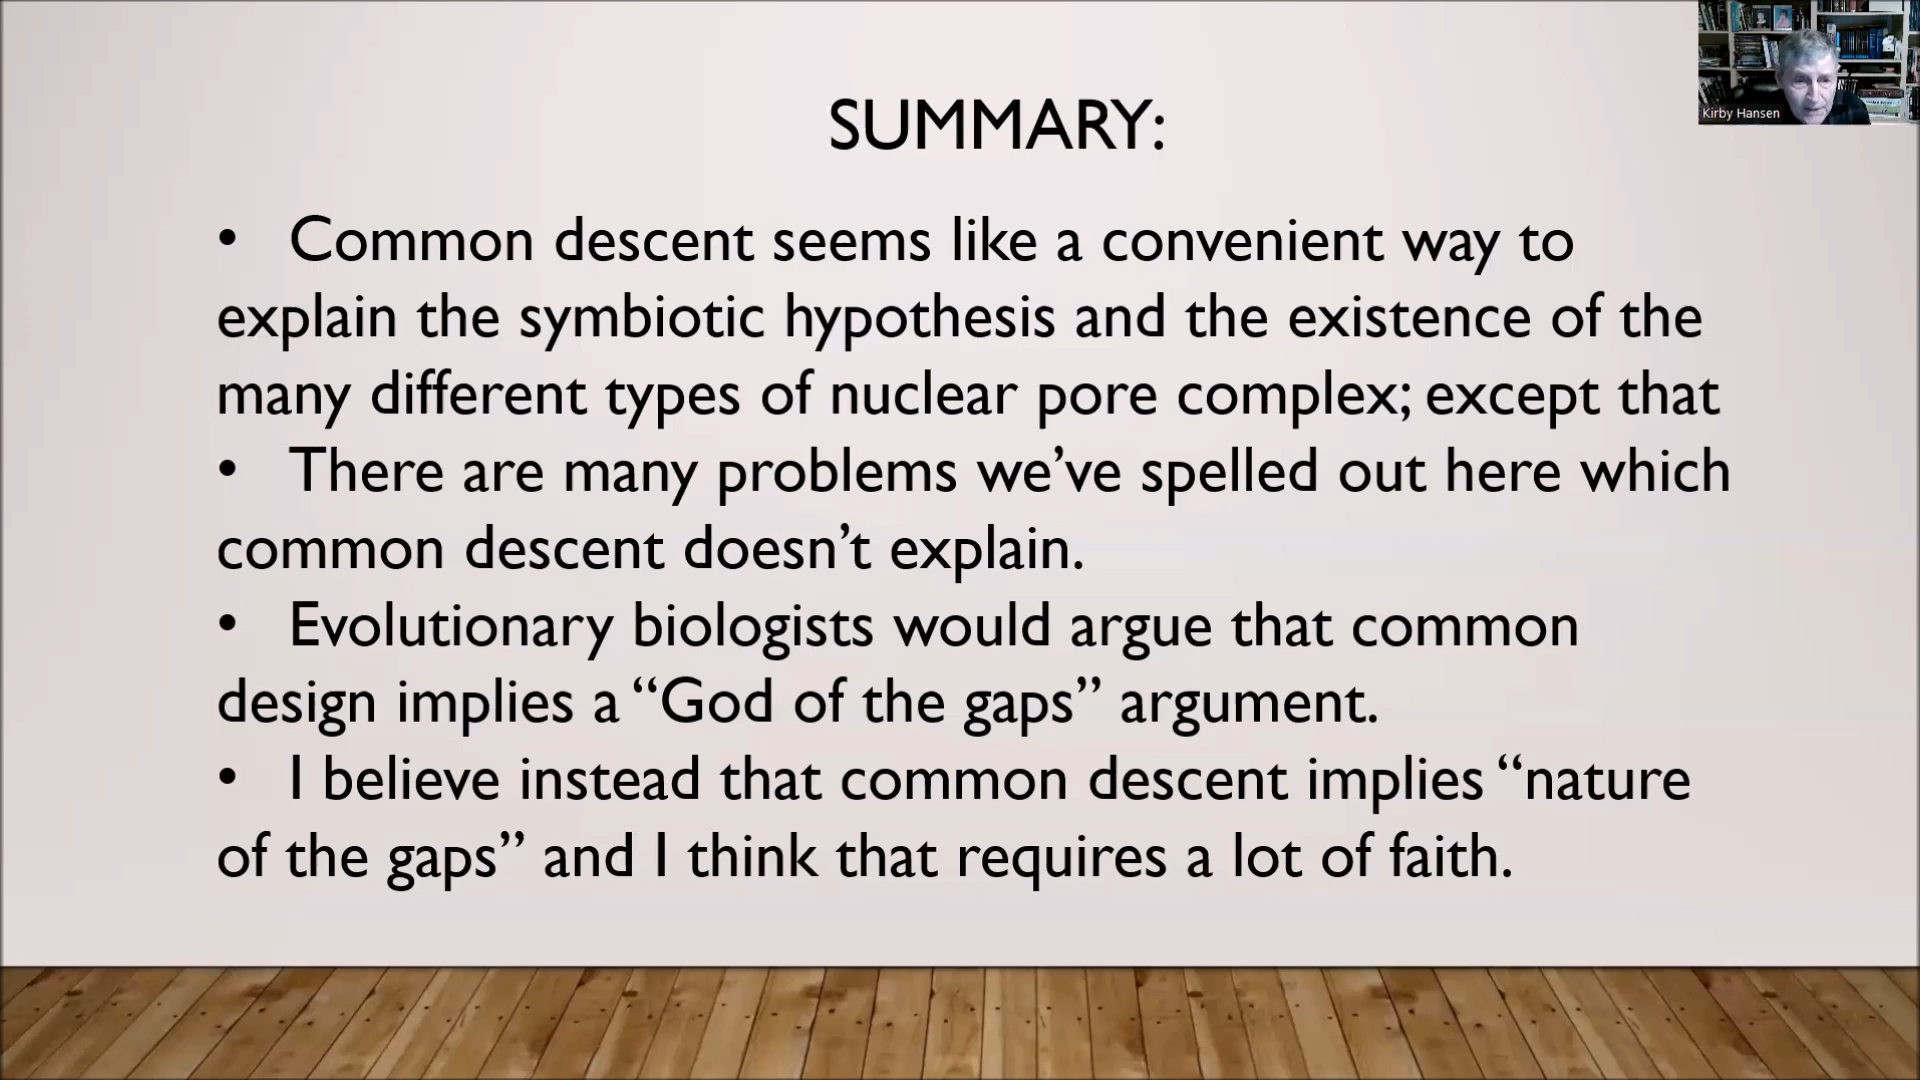 Kirby Hansen
SUMMARY:
• Common descent seems like a convenient way to
explain the symbiotic hypothesis and the existence of the
many different types of nuclear pore complex; except that
• There are many problems we’ve spelled out here which
common descent doesn’t explain.
• Evolutionary biologists would argue that common
design implies a “God of the gaps” argument.
• I believe instead that common descent implies “nature
of the gaps” and I think that requires a lot of faith.